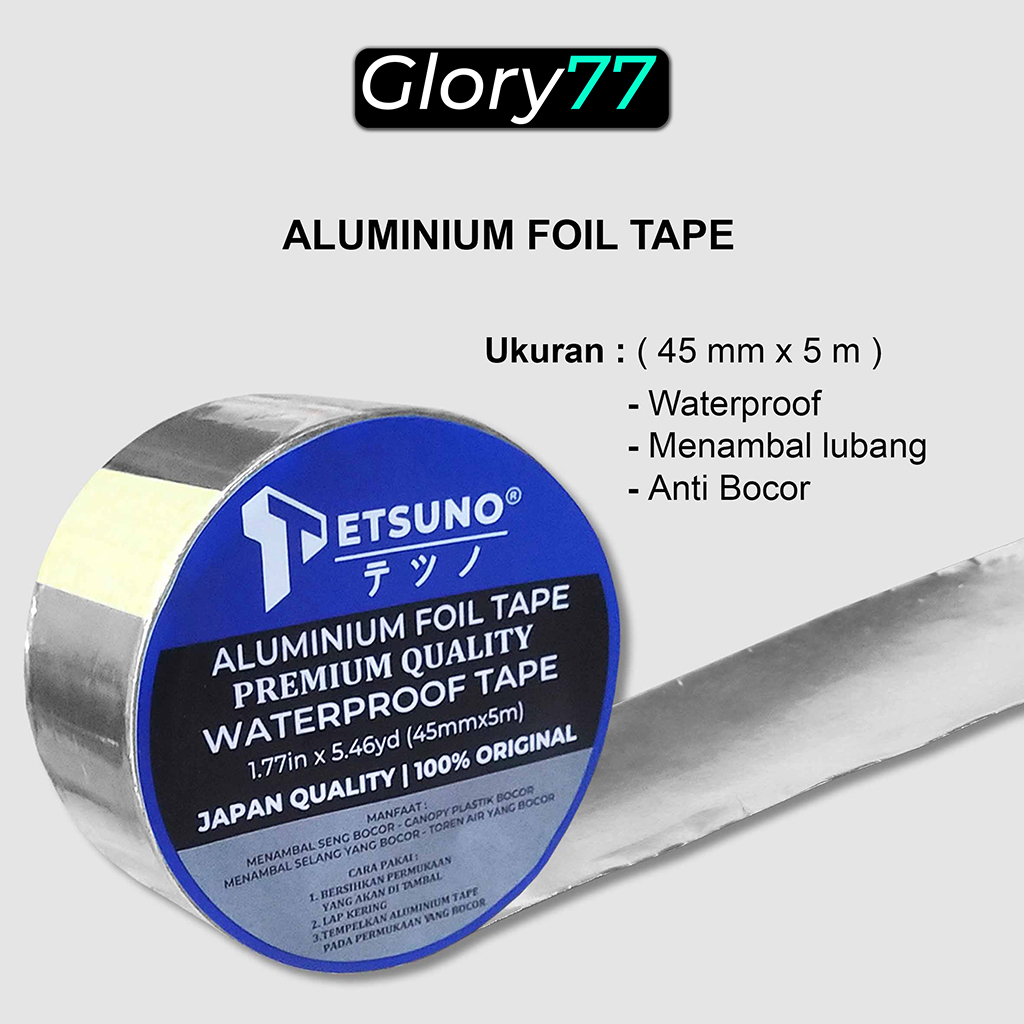 Glory77
ALUMINIUM FOIL TAPE
Ukuran : ( 45 mm x 5 m )
- Waterproof
- Menambal lubang
- Anti Bocor
TETSUNO®
テツノ
ALUMINIUM FOIL TAPE
PREMIUM QUALITY
WATERPROOF TAPE
1.77in x 5.46yd (45mmx5m)
JAPAN QUALITY | 100% ORIGINAL
MANFAAT :
MENAMBAL SENG BOCOR - CANOPY PLASTIK BOCOR
MENAMBAL SELANG YANG BOCOR - TOREN AIR YANG BOCOR
CARA PAKAI :
1. BERSIHKAN PERMUKAAN
YANG AKAN DI TAMBAL
2. LAP KERING
3.TEMPELKAN ALUMINIUM TAPE
PADA PERMUKAAN YANG BOCOR